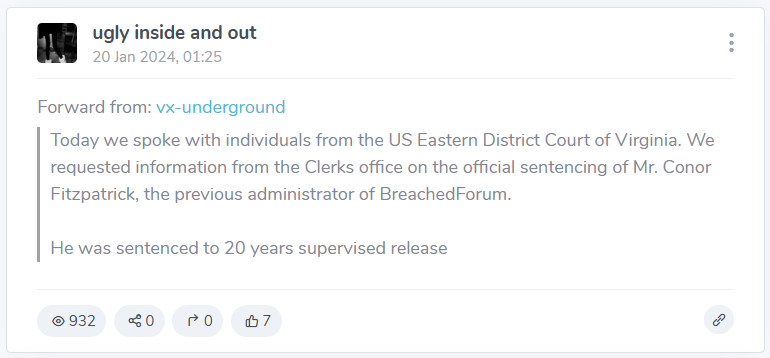 ugly inside and out
20 Jan 2024, 01:25
Forward from: vx-underground
Today we spoke with individuals from the US Eastern District Court of Virginia. We
requested information from the Clerks office on the official sentencing of Mr. Conor
Fitzpatrick, the previous administrator of BreachedForum.
He was sentenced to 20 years supervised release
932 0 0 7